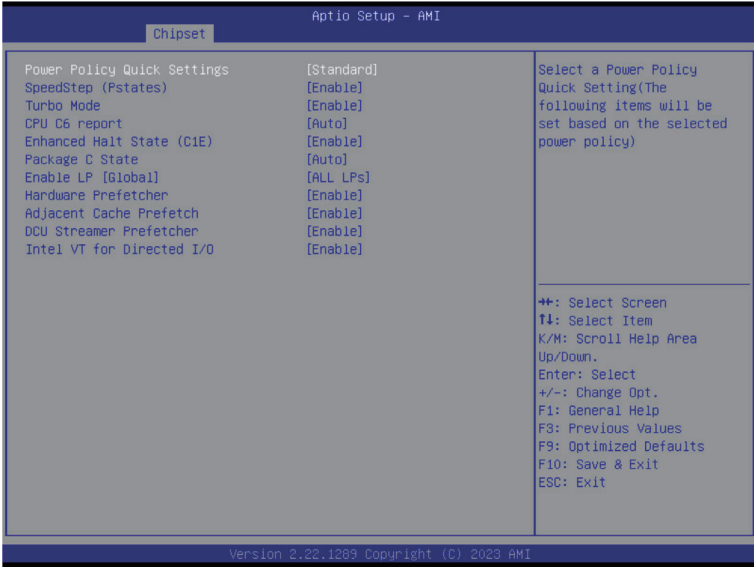 Aptio Setup – AMI
Chipset
Power Policy Quick Settings [Standard]
SpeedStep (Pstates) [Enable]
Turbo Mode [Enable]
CPU C6 report [Auto]
Enhanced Halt State (C1E) [Enable]
Package C State [Auto]
Enable LP [Global] [ALL LPs]
Hardware Prefetcher [Enable]
Adjacent Cache Prefetch [Enable]
DCU Streamer Prefetcher [Enable]
Intel VT for Directed I/O [Enable]
Select a Power Policy
Quick Setting(The
following items will be
set based on the selected
power policy)
→←: Select Screen
↑↓: Select Item
K/M: Scroll Help Area
Up/Down.
Enter: Select
+/-: Change Opt.
F1: General Help
F3: Previous Values
F9: Optimized Defaults
F10: Save & Exit
ESC: Exit
Version 2.22.1289 Copyright (C) 2023 AMI